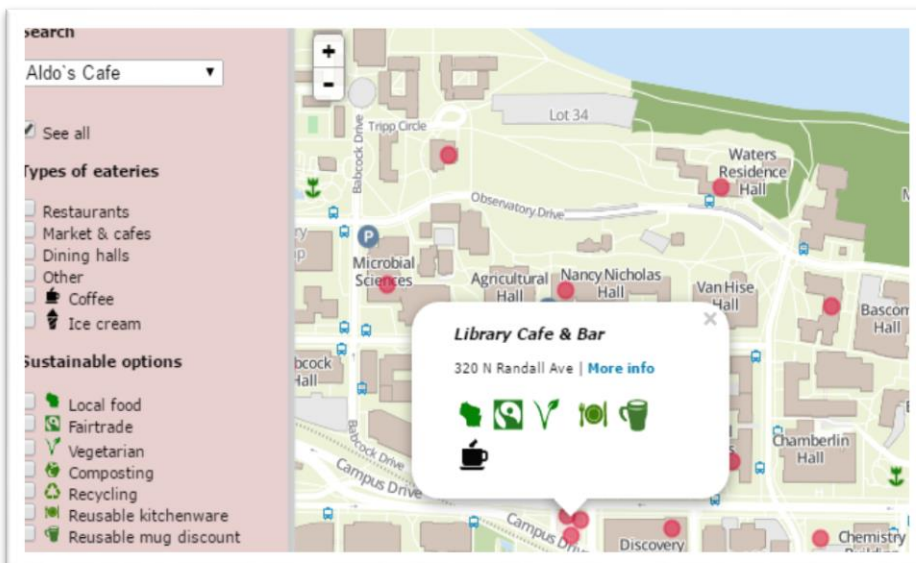 Search
Aldo`s Cafe
See all
Types of eateries
Restaurants
Market & cafes
Dining halls
Other
Coffee
Ice cream
Sustainable options
Local food
Fairtrade
Vegetarian
Composting
Recycling
Reusable kitchenware
Reusable mug discount
+
-
Lot 34
Tripp Circle
Babcock Drive
Waters
Residence
Hall
Observatory Drive
P
Microbial
Sciences
Agricultural
Hall
Nancy Nicholas
Hall
Van Hise
Hall
Bascom
Hall
Library Cafe & Bar
320 N Randall Ave | More info
Hall
Babcock Drive
Campus Drive
Campus
Chamberlin
Hall
Discovery
Chemistry